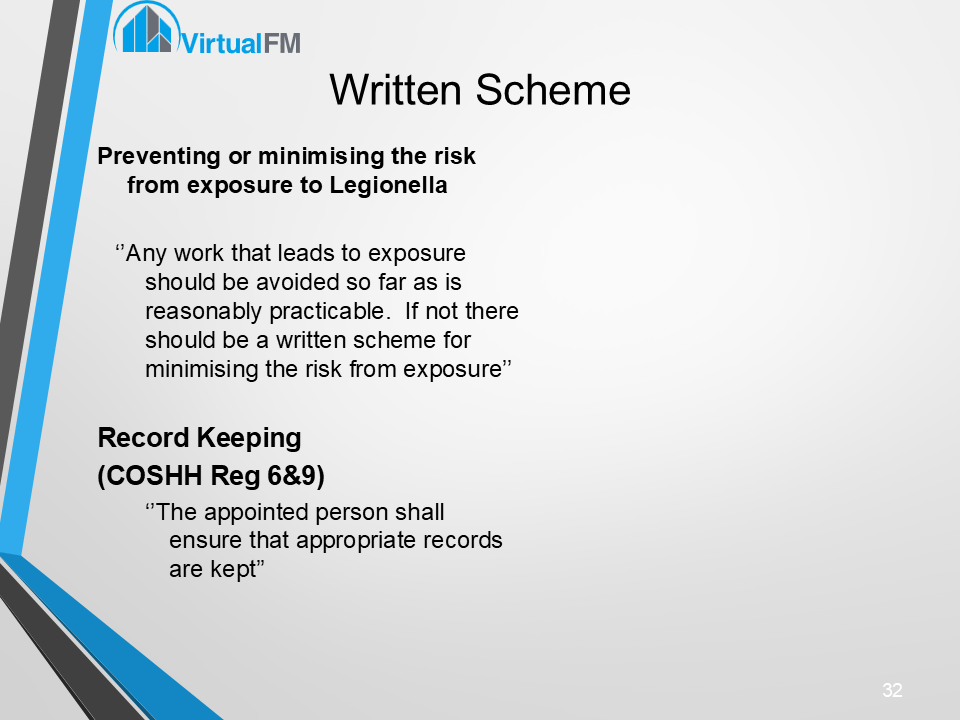 VirtualFM
Written Scheme
Preventing or minimising the risk
from exposure to Legionella
‘’Any work that leads to exposure
should be avoided so far as is
reasonably practicable.  If not there
should be a written scheme for
minimising the risk from exposure’’
Record Keeping
(COSHH Reg 6&9)
‘’The appointed person shall
ensure that appropriate records
are kept”
32